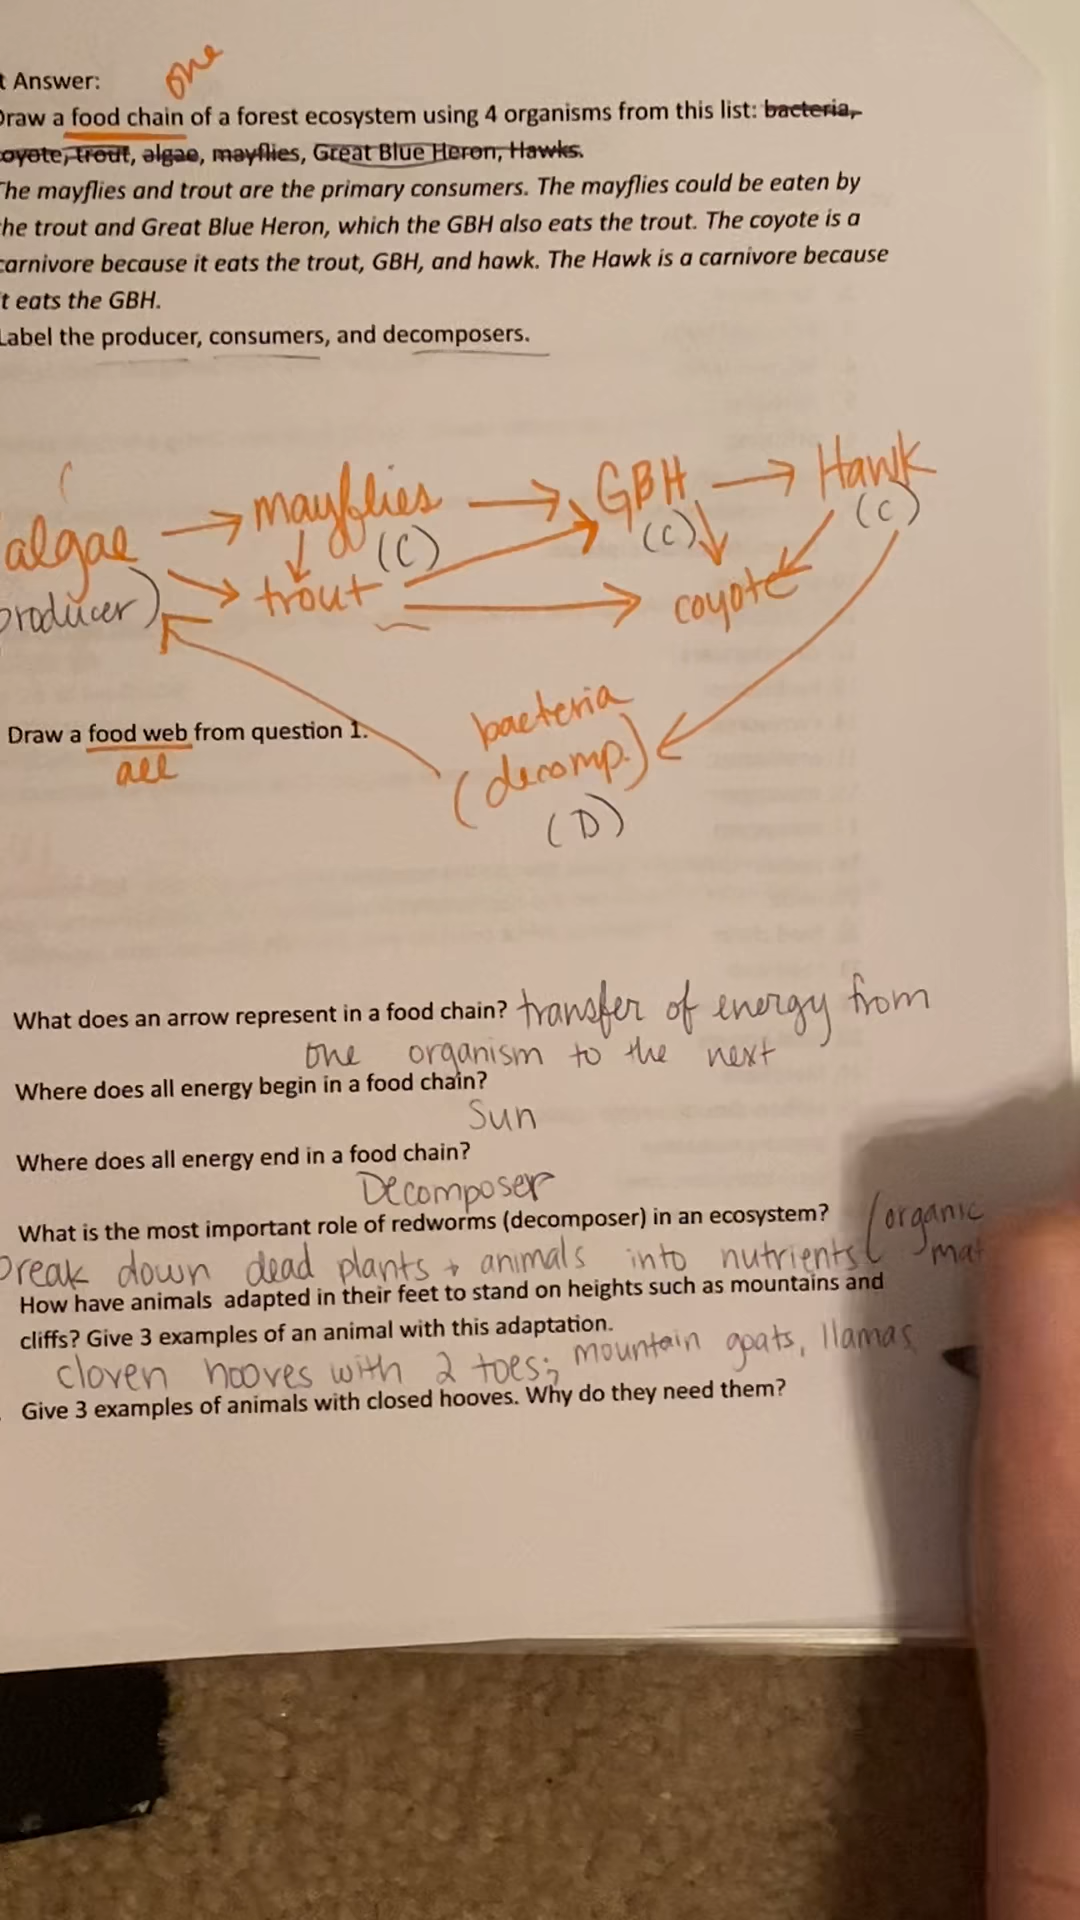 one
t Answer:
Draw a food chain of a forest ecosystem using 4 organisms from this list: bacteria,
oyote, trout, algae, mayflies, Great Blue Heron, Hawks.
The mayflies and trout are the primary consumers. The mayflies could be eaten by
he trout and Great Blue Heron, which the GBH also eats the trout. The coyote is a
carnivore because it eats the trout, GBH, and hawk. The Hawk is a carnivore because
t eats the GBH.
Label the producer, consumers, and decomposers.
algae mayflies GBH Hawk
(C) (C) (C)
producer) trout coyote
bacteria
(decomp.)
(D)
Draw a food web from question 1.
all
What does an arrow represent in a food chain? transfer of energy from
one organism to the next
Where does all energy begin in a food chain?
Sun
Where does all energy end in a food chain?
Decomposer
What is the most important role of redworms (decomposer) in an ecosystem? (organic
break down dead plants + animals into nutrients mat
How have animals adapted in their feet to stand on heights such as mountains and
cliffs? Give 3 examples of an animal with this adaptation.
cloven hooves with 2 toes; mountain goats, llamas,
Give 3 examples of animals with closed hooves. Why do they need them?